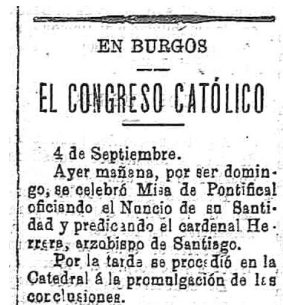 EN BURGOS
EL CONGRESO CATÓLICO
4 de Septiembre.
Ayer mañana, por ser domin-
go, se celebró Misa de Pontifical
oficiando el Nuncio de su Santi-
dad y predicando el cardenal He-
rrera, arzobispo de Santiago.
Por la tarde se procedió en la
Catedral á la promulgación de las
conclusiones.